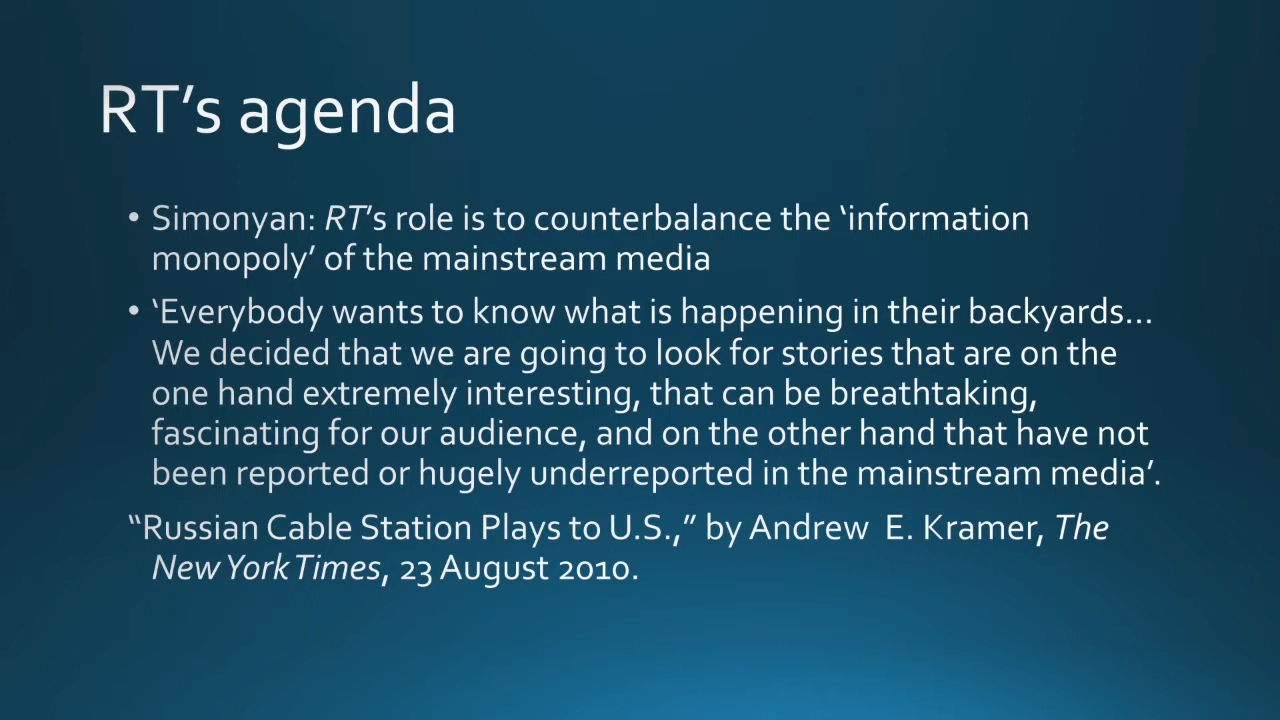 RT’s agenda
• Simonyan: RT’s role is to counterbalance the ‘information
monopoly’ of the mainstream media
• ‘Everybody wants to know what is happening in their backyards…
We decided that we are going to look for stories that are on the
one hand extremely interesting, that can be breathtaking,
fascinating for our audience, and on the other hand that have not
been reported or hugely underreported in the mainstream media’.
“Russian Cable Station Plays to U.S.,” by Andrew  E. Kramer, The
New York Times, 23 August 2010.